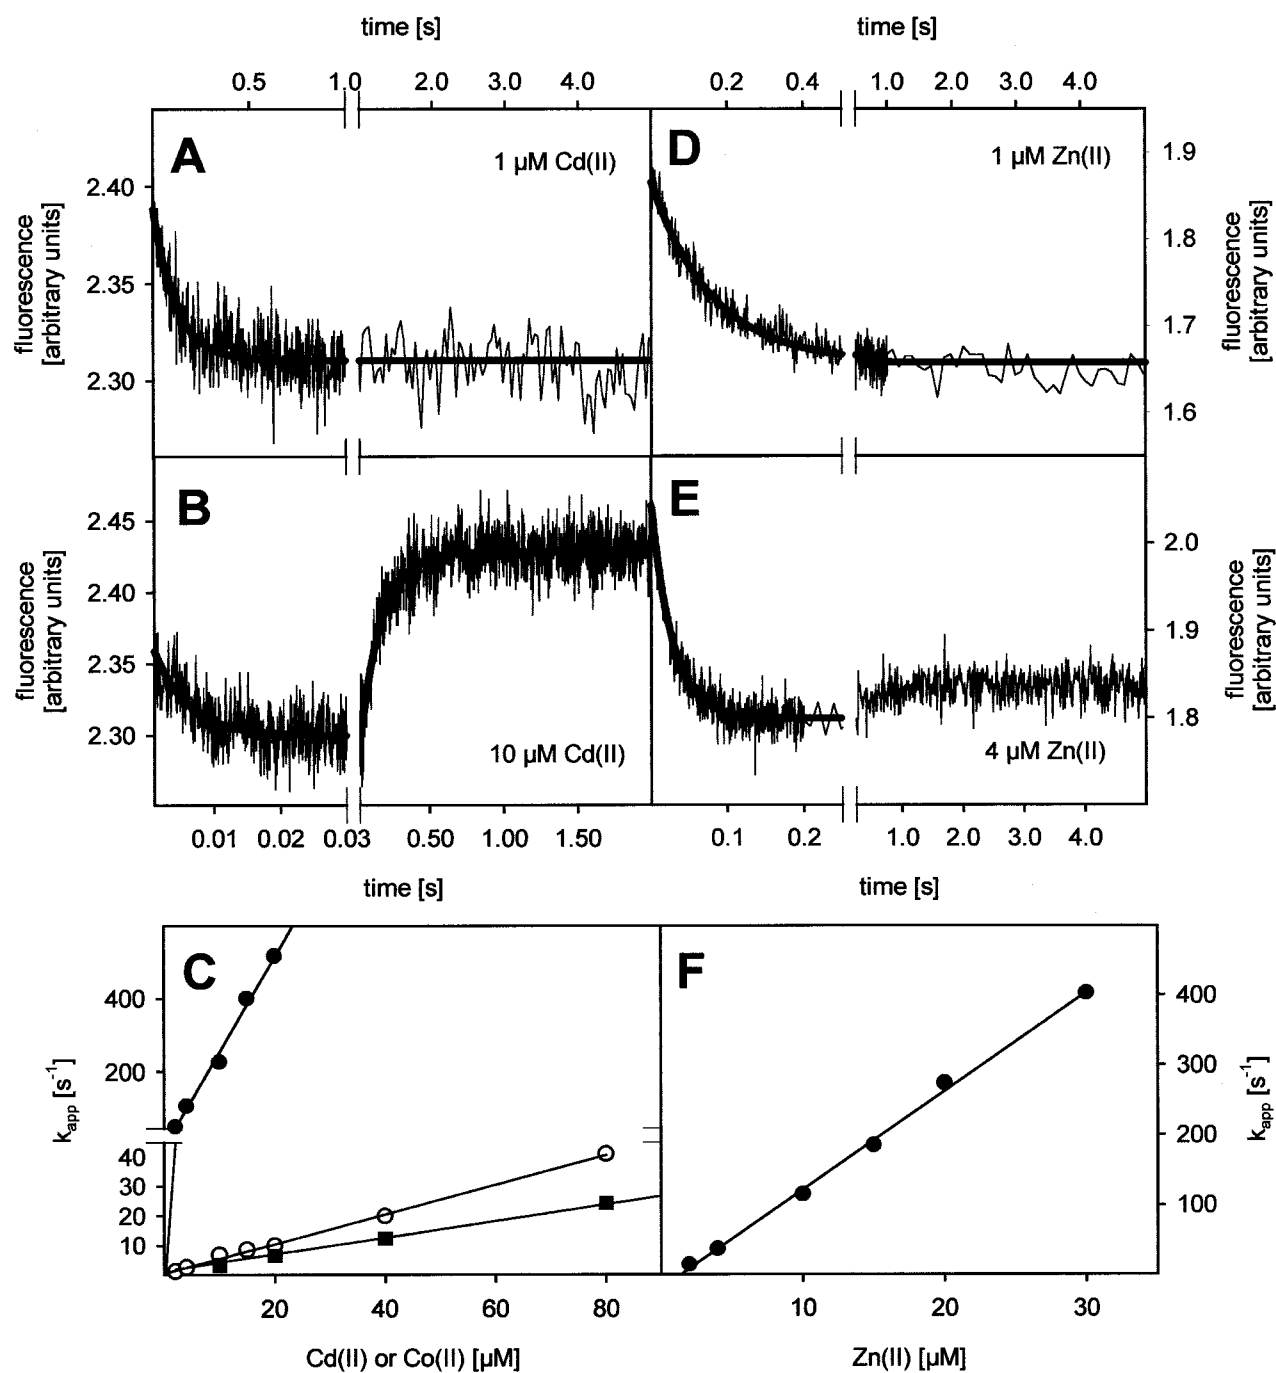 time [s] time [s]
0.5 1.0 2.0 3.0 4.0 0.2 0.4 1.0 2.0 3.0 4.0
A 1 µM Cd(II) D 1 µM Zn(II)
2.40
2.35
2.30
fluorescence
[arbitrary units]
1.9
1.8
1.7
1.6
fluorescence
[arbitrary units]
B 10 µM Cd(II) E 4 µM Zn(II)
2.45
2.40
2.35
2.30
fluorescence
[arbitrary units]
2.0
1.9
1.8
fluorescence
[arbitrary units]
0.01 0.02 0.03 0.50 1.00 1.50 0.1 0.2 1.0 2.0 3.0 4.0
time [s] time [s]
C F
400
200
40
30
20
10
k_app [s⁻¹]
400
300
200
100
k_app [s⁻¹]
20 40 60 80 10 20 30
Cd(II) or Co(II) [µM] Zn(II) [µM]